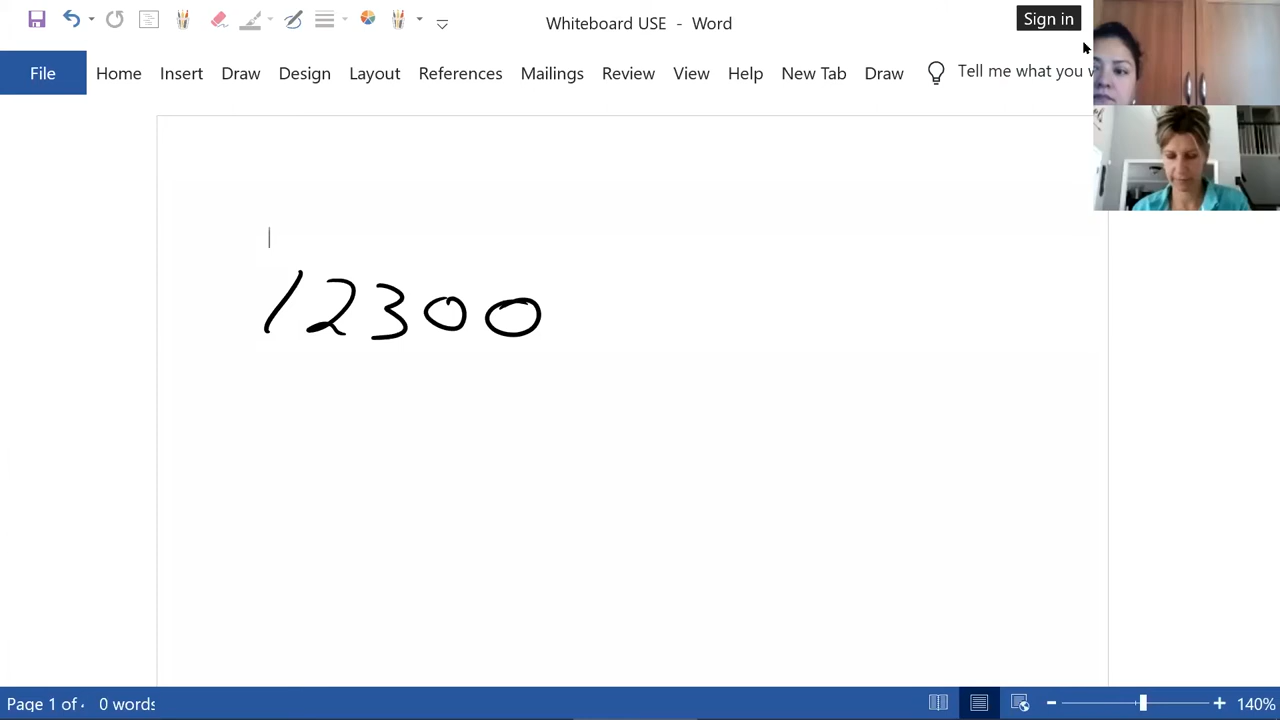 Whiteboard USE - Word
Sign in
File Home Insert Draw Design Layout References Mailings Review View Help New Tab Draw Tell me what you
12300
Page 1 of 0 words
140%